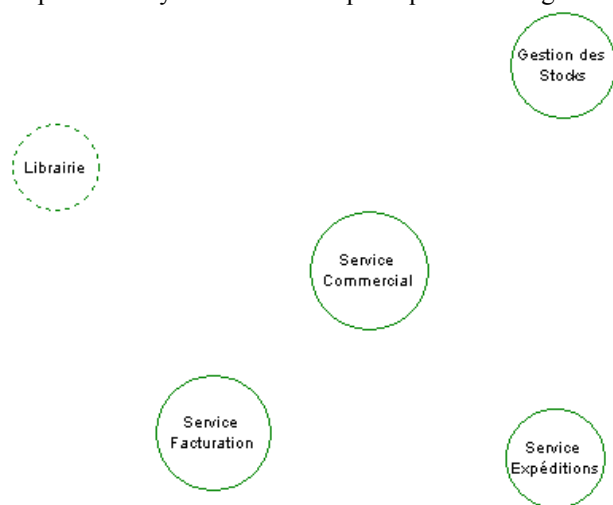 Gestion des
Stocks
Librairie
Service
Commercial
Service
Facturation
Service
Expéditions